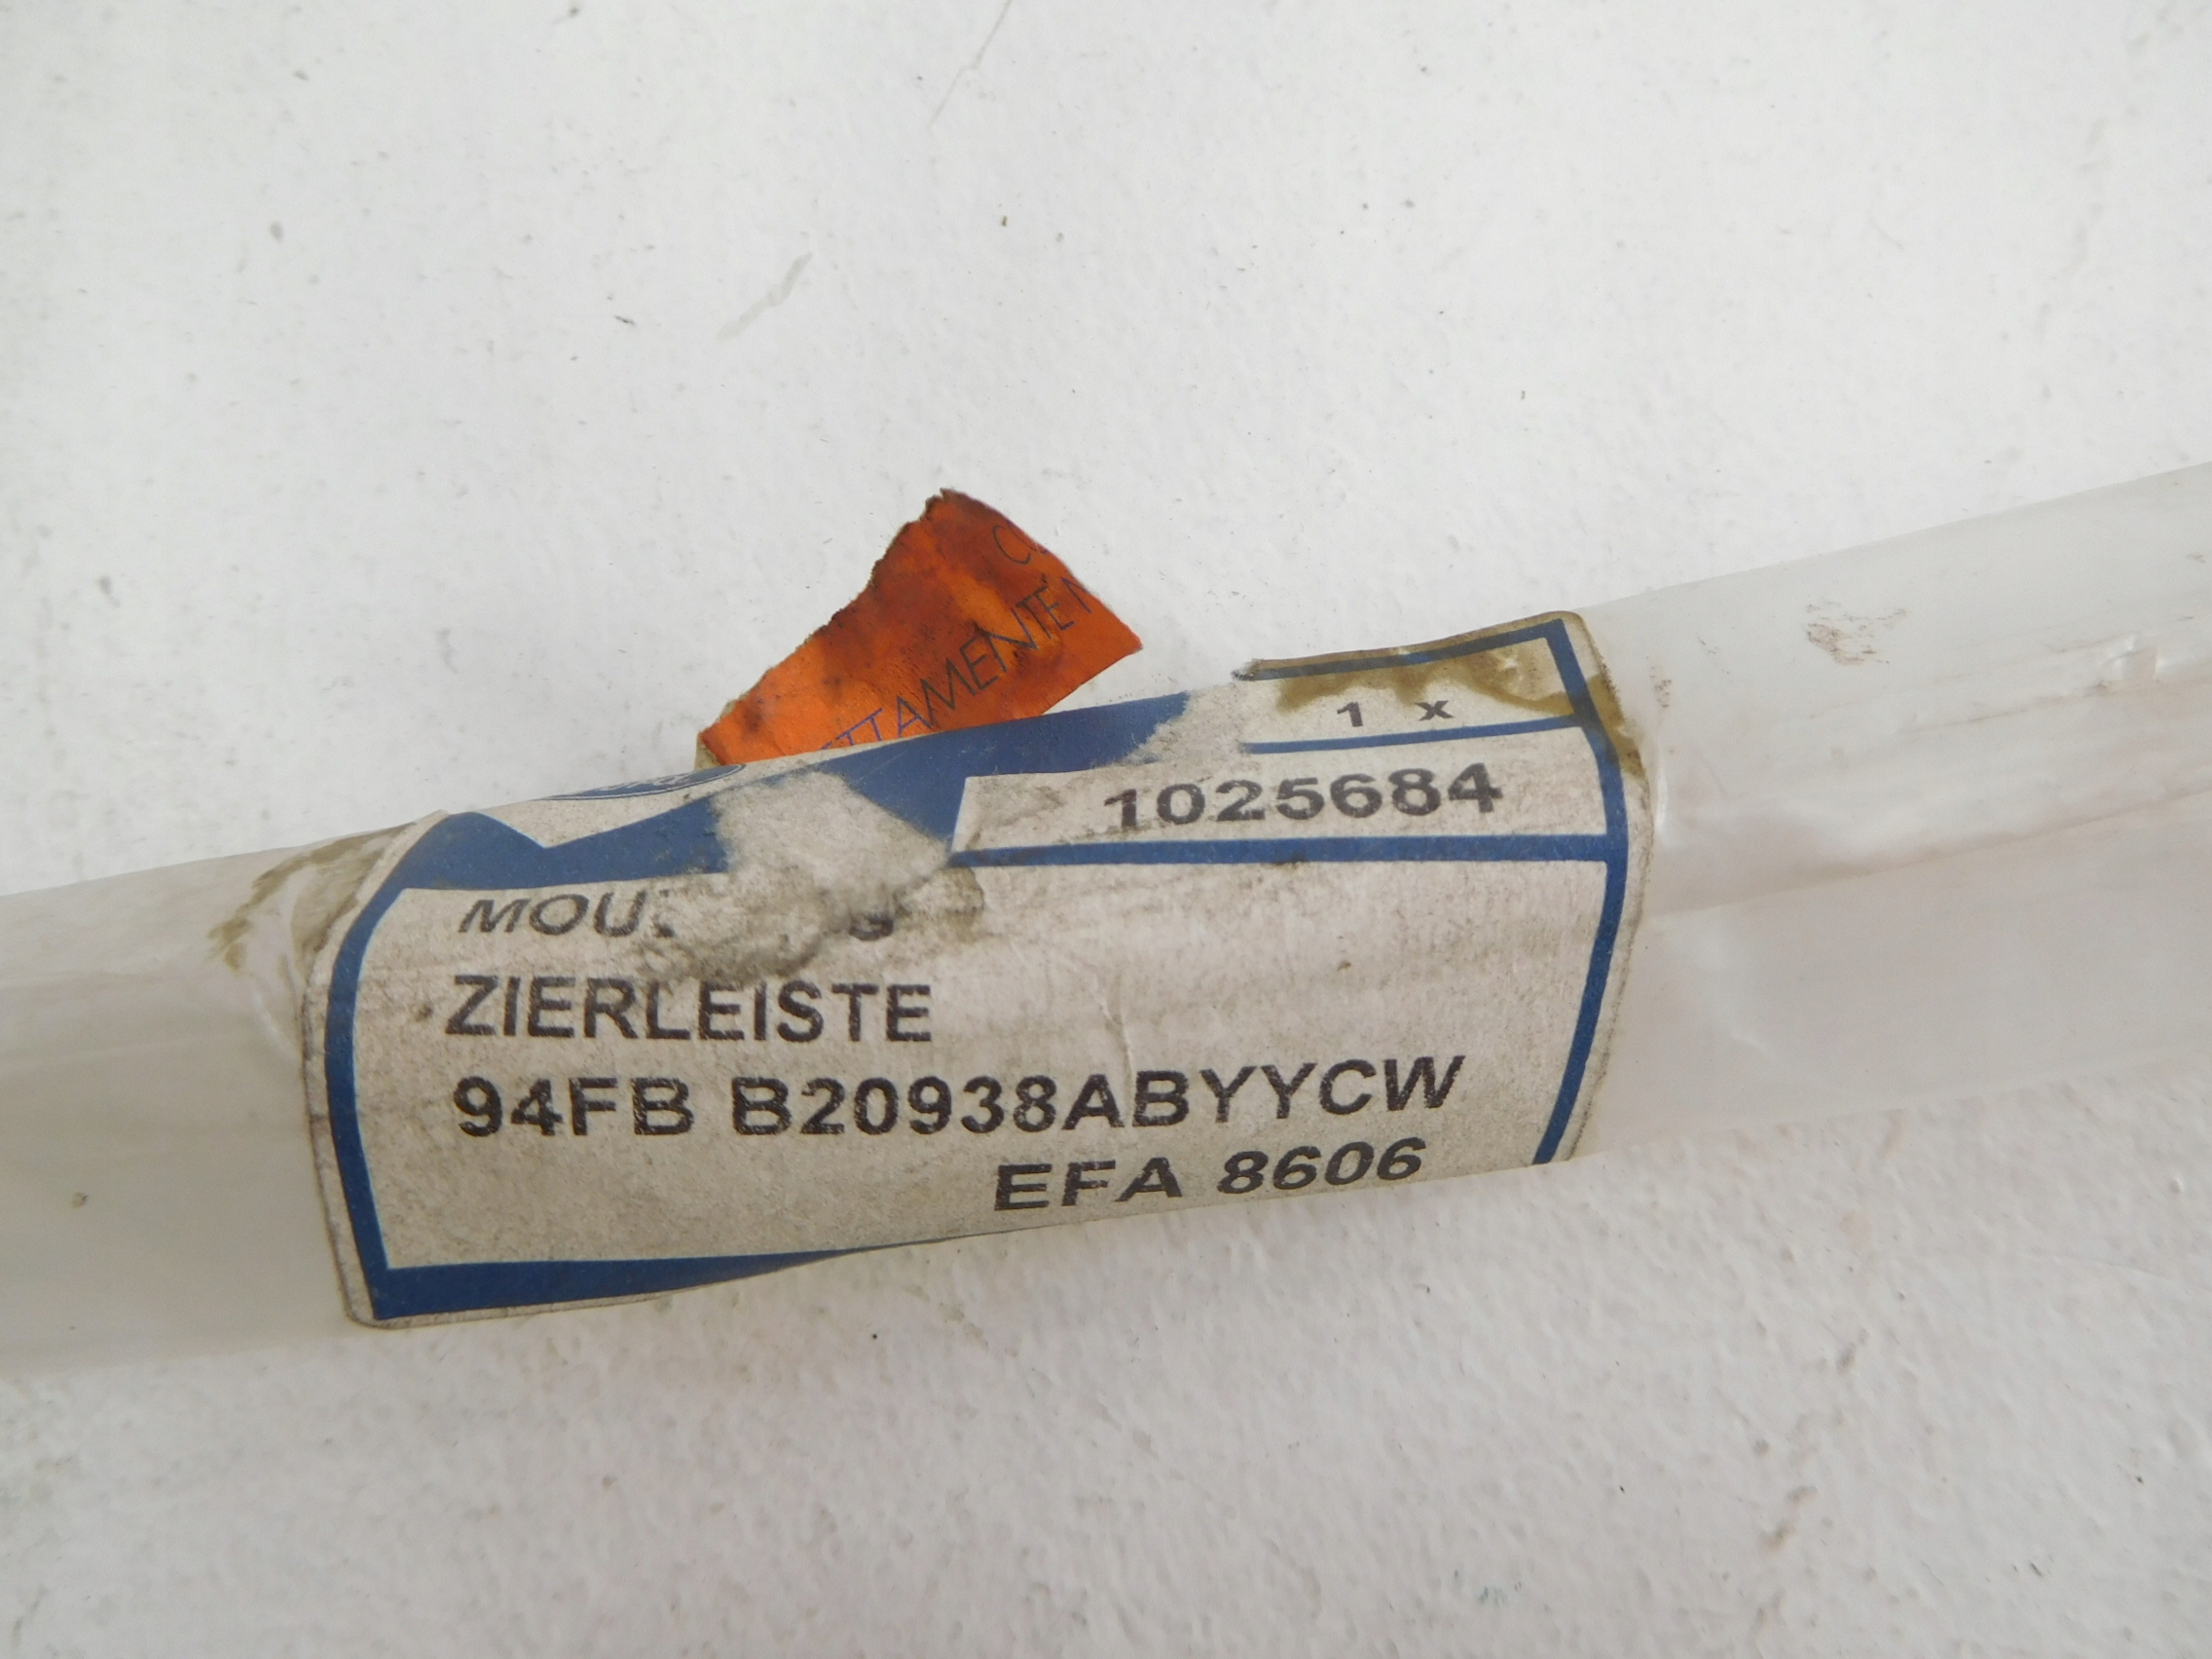 1 x
1025684
ZIERLEISTE
94FB B20938ABYYCW
EFA 8606